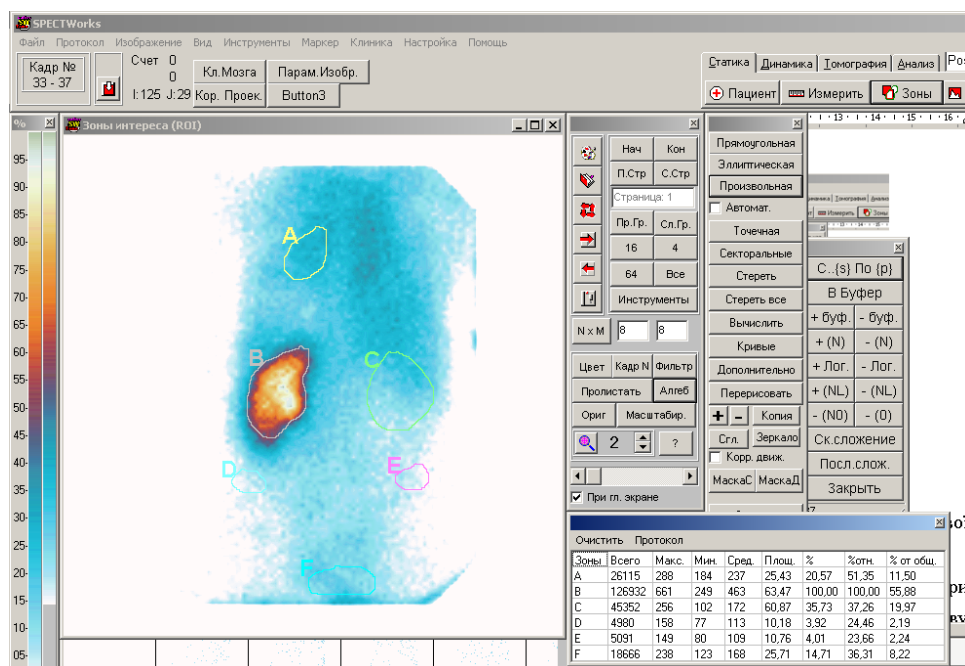 SPECTWorks
Файл Протокол Изображение Вид Инструменты Маркер Клиника Настройка Помощь
Кадр №
33 - 37
Счет 0
0
I:125 J:29
Кл.Мозга Парам.Изобр.
Кор. Проек. Button3
Статика Динамика Томография Анализ
Пациент Измерить Зоны
% 
95-
90-
85-
80-
75-
70-
65-
60-
55-
50-
45-
40-
35-
30-
25-
20-
15-
10-
05-
Зоны интереса (ROI)
A
B
C
D
E
F
Нач Кон
П.Стр С.Стр
Страница: 1
Пр.Гр. Сл.Гр.
16 4
64 Все
Инструменты
N x M 8 8
Цвет Кадр N Фильтр
Пролистать Алгеб
Ориг Масштабир.
2 ?
При гл. экране
Прямоугольная
Эллиптическая
Произвольная
Автомат.
Точечная
Секторальные
Стереть
Стереть все
Вычислить
Кривые
Дополнительно
Перерисовать
+ - Копия
Сгл. Зеркало
Корр. движ.
МаскаС МаскаД
13 14 15 16
С..{s} По {p}
В Буфер
+ буф. - буф.
+ (N) - (N)
+ Лог. - Лог.
+ (NL) - (NL)
- (N0) - (0)
Ск.сложение
Посл.слож.
Закрыть
Очистить Протокол
Зоны Всего Макс. Мин. Сред. Площ. % %отн. % от общ.
A 26115 288 184 237 25,43 20,57 51,35 11,50
B 126932 661 249 463 63,47 100,00 100,00 55,88
C 45352 256 102 172 60,87 35,73 37,26 19,97
D 4980 158 77 113 10,18 3,92 24,46 2,19
E 5091 149 80 109 10,76 4,01 23,66 2,24
F 18666 238 123 168 25,71 14,71 36,31 8,22